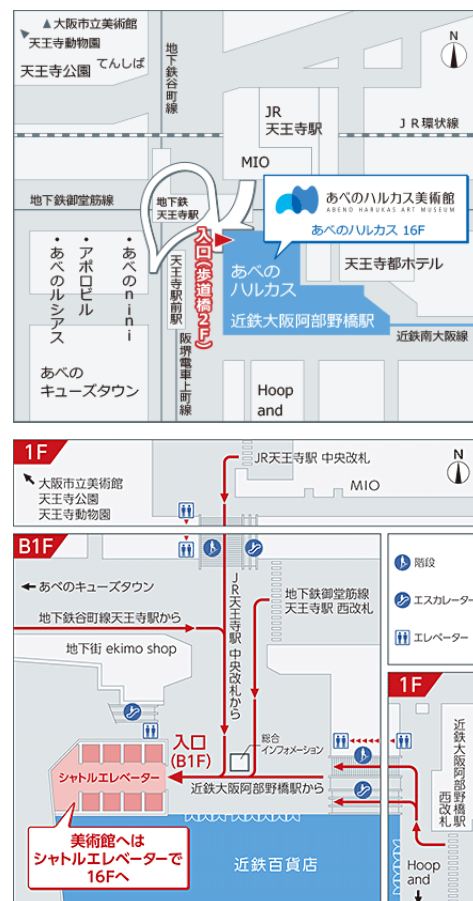 ▲大阪市立美術館
天王寺動物園
天王寺公園 てんしば
地下鉄谷町線
N
JR
天王寺駅
JR環状線
MIO
地下鉄御堂筋線
地下鉄
天王寺駅
あべのハルカス美術館
ABENO HARUKAS ART MUSEUM
あべのハルカス 16F
入口(歩道橋2F)
・あべのnini
・アポロビル
・あべのルシアス
天王寺駅前駅
阪堺電車上町線
あべの
ハルカス
天王寺都ホテル
近鉄大阪阿部野橋駅
近鉄南大阪線
あべの
キューズタウン
Hoop
and
1F
JR天王寺駅 中央改札
N
大阪市立美術館
天王寺公園
天王寺動物園
MIO
B1F
←あべのキューズタウン
地下鉄谷町線天王寺駅から
JR天王寺駅 中央改札から
地下鉄御堂筋線
天王寺駅 西改札
階段
エスカレーター
エレベーター
地下街 ekimo shop
入口
(B1F)
総合
インフォメーション
シャトルエレベーター
近鉄大阪阿部野橋駅から
美術館へは
シャトルエレベーターで
16Fへ
近鉄百貨店
1F
近鉄大阪阿部野橋駅
西改札
Hoop
and